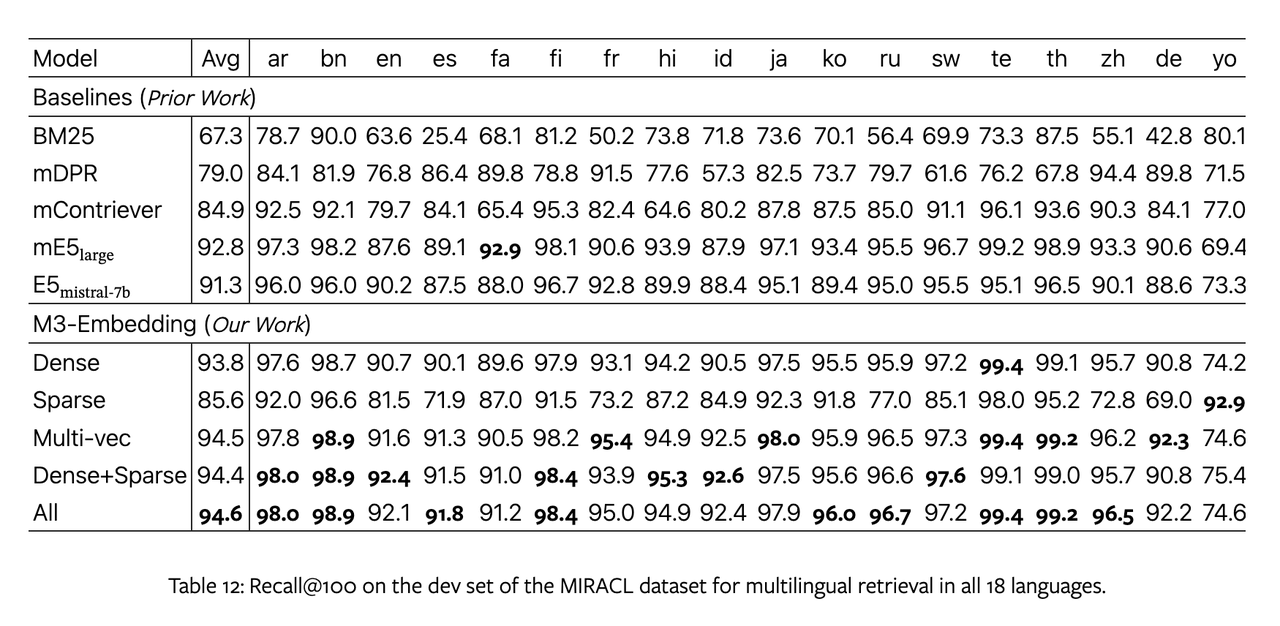 Model Avg ar bn en es fa fi fr hi id ja ko ru sw te th zh de yo
Baselines (Prior Work)
BM25 67.3 78.7 90.0 63.6 25.4 68.1 81.2 50.2 73.8 71.8 73.6 70.1 56.4 69.9 73.3 87.5 55.1 42.8 80.1
mDPR 79.0 84.1 81.9 76.8 86.4 89.8 78.8 91.5 77.6 57.3 82.5 73.7 79.7 61.6 76.2 67.8 94.4 89.8 71.5
mContriever 84.9 92.5 92.1 79.7 84.1 65.4 95.3 82.4 64.6 80.2 87.8 87.5 85.0 91.1 96.1 93.6 90.3 84.1 77.0
mE5large 92.8 97.3 98.2 87.6 89.1 92.9 98.1 90.6 93.9 87.9 97.1 93.4 95.5 96.7 99.2 98.9 93.3 90.6 69.4
E5mistral-7b 91.3 96.0 96.0 90.2 87.5 88.0 96.7 92.8 89.9 88.4 95.1 89.4 95.0 95.5 95.1 96.5 90.1 88.6 73.3
M3-Embedding (Our Work)
Dense 93.8 97.6 98.7 90.7 90.1 89.6 97.9 93.1 94.2 90.5 97.5 95.5 95.9 97.2 99.4 99.1 95.7 90.8 74.2
Sparse 85.6 92.0 96.6 81.5 71.9 87.0 91.5 73.2 87.2 84.9 92.3 91.8 77.0 85.1 98.0 95.2 72.8 69.0 92.9
Multi-vec 94.5 97.8 98.9 91.6 91.3 90.5 98.2 95.4 94.9 92.5 98.0 95.9 96.5 97.3 99.4 99.2 96.2 92.3 74.6
Dense+Sparse 94.4 98.0 98.9 92.4 91.5 91.0 98.4 93.9 95.3 92.6 97.5 95.6 96.6 97.6 99.1 99.0 95.7 90.8 75.4
All 94.6 98.0 98.9 92.1 91.8 91.2 98.4 95.0 94.9 92.4 97.9 96.0 96.7 97.2 99.4 99.2 96.5 92.2 74.6
Table 12: Recall@100 on the dev set of the MIRACL dataset for multilingual retrieval in all 18 languages.